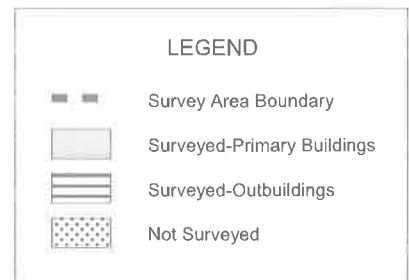 LEGEND
Survey Area Boundary
Surveyed-Primary Buildings
Surveyed-Outbuildings
Not Surveyed